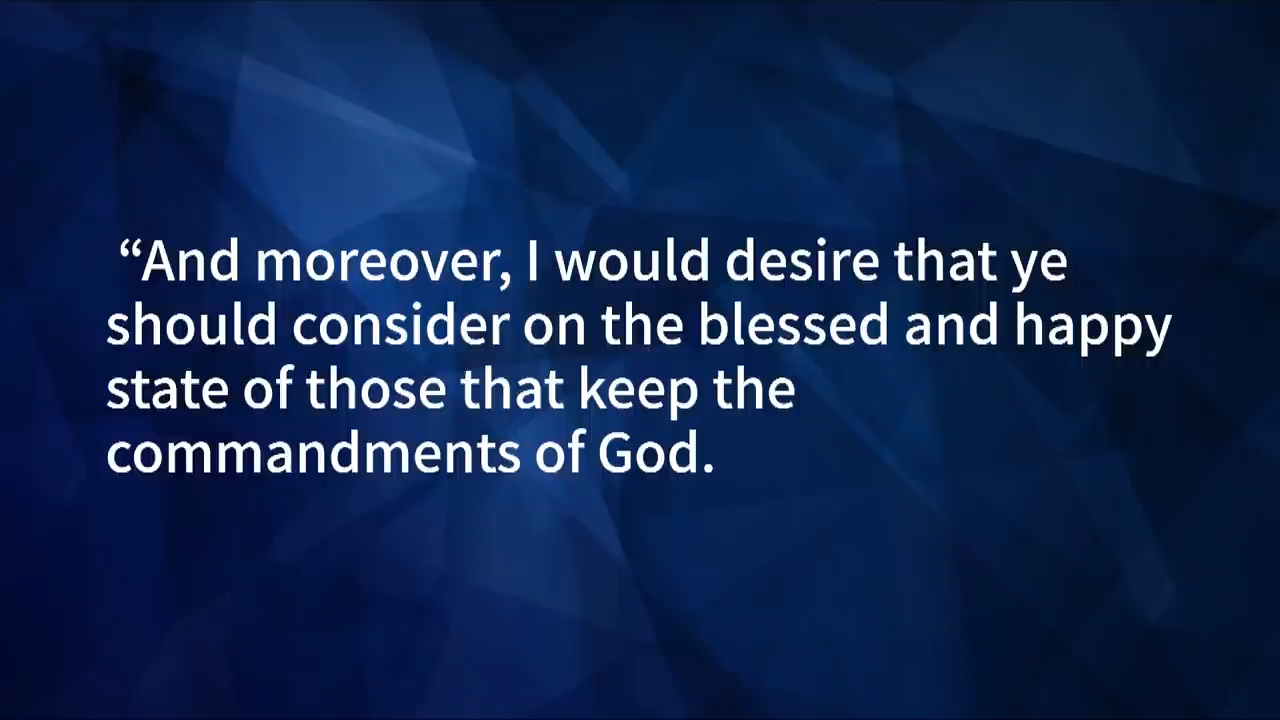 “And moreover, I would desire that ye
should consider on the blessed and happy
state of those that keep the
commandments of God.